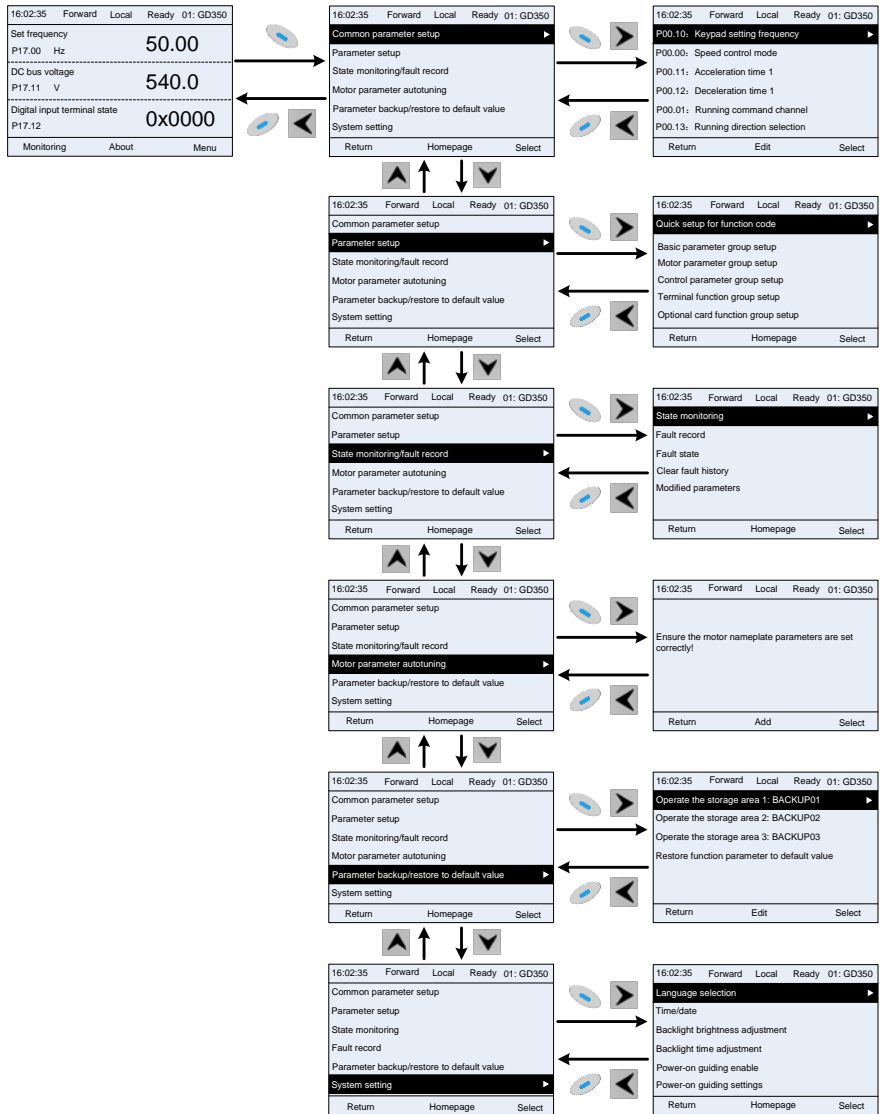 16:02:35 Forward Local Ready 01: GD350
Set frequency
P17.00 Hz 50.00
DC bus voltage
P17.11 V 540.0
Digital input terminal state
P17.12 0x0000
Monitoring About Menu
16:02:35 Forward Local Ready 01: GD350
Common parameter setup
Parameter setup
State monitoring/fault record
Motor parameter autotuning
Parameter backup/restore to default value
System setting
Return Homepage Select
16:02:35 Forward Local Ready 01: GD350
P00.10: Keypad setting frequency
P00.00: Speed control mode
P00.11: Acceleration time 1
P00.12: Deceleration time 1
P00.01: Running command channel
P00.13: Running direction selection
Return Edit Select
16:02:35 Forward Local Ready 01: GD350
Common parameter setup
Parameter setup
State monitoring/fault record
Motor parameter autotuning
Parameter backup/restore to default value
System setting
Return Homepage Select
16:02:35 Forward Local Ready 01: GD350
Quick setup for function code
Basic parameter group setup
Motor parameter group setup
Control parameter group setup
Terminal function group setup
Optional card function group setup
Return Homepage Select
16:02:35 Forward Local Ready 01: GD350
Common parameter setup
Parameter setup
State monitoring/fault record
Motor parameter autotuning
Parameter backup/restore to default value
System setting
Return Homepage Select
16:02:35 Forward Local Ready 01: GD350
State monitoring
Fault record
Fault state
Clear fault history
Modified parameters
Return Homepage Select
16:02:35 Forward Local Ready 01: GD350
Common parameter setup
Parameter setup
State monitoring/fault record
Motor parameter autotuning
Parameter backup/restore to default value
System setting
Return Homepage Select
16:02:35 Forward Local Ready 01: GD350
Ensure the motor nameplate parameters are set
correctly!
Return Add Select
16:02:35 Forward Local Ready 01: GD350
Common parameter setup
Parameter setup
State monitoring/fault record
Motor parameter autotuning
Parameter backup/restore to default value
System setting
Return Homepage Select
16:02:35 Forward Local Ready 01: GD350
Operate the storage area 1: BACKUP01
Operate the storage area 2: BACKUP02
Operate the storage area 3: BACKUP03
Restore function parameter to default value
Return Edit Select
16:02:35 Forward Local Ready 01: GD350
Common parameter setup
Parameter setup
State monitoring
Fault record
Parameter backup/restore to default value
System setting
Return Homepage Select
16:02:35 Forward Local Ready 01: GD350
Language selection
Time/date
Backlight brightness adjustment
Backlight time adjustment
Power-on guiding enable
Power-on guiding settings
Return Homepage Select